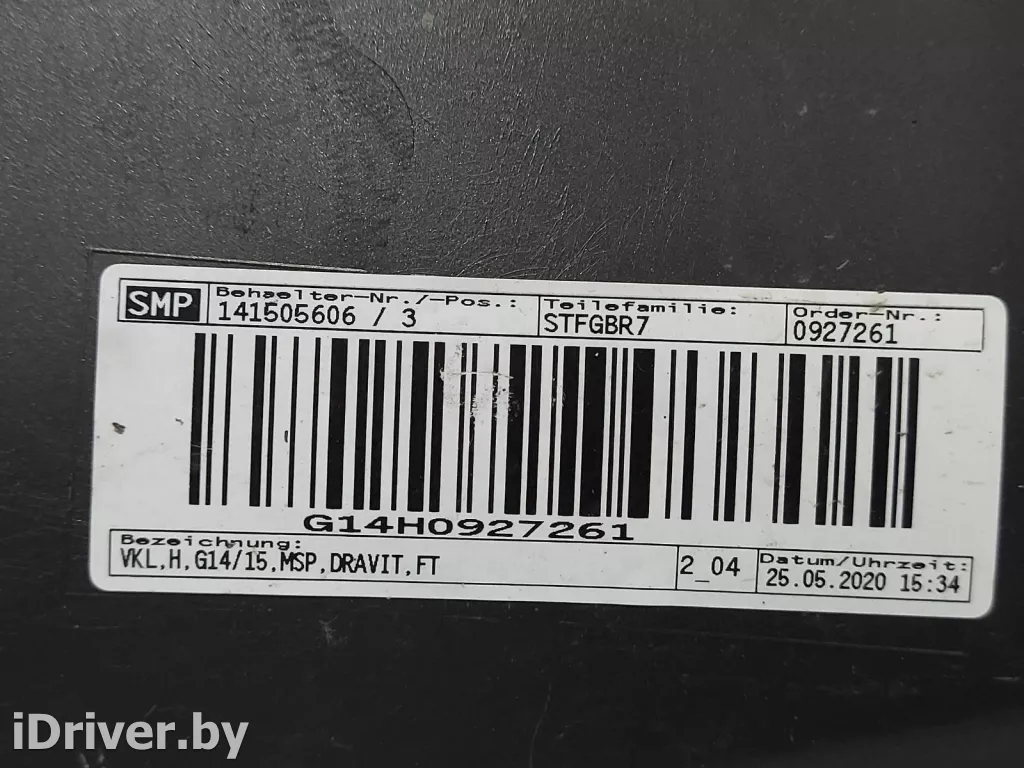 SMP
Behaelter-Nr./-Pos.:
141505606 / 3
Teilefamilie:
STFGBR7
Order-Nr.:
0927261
G14H0927261
Bezeichnung:
VKL,H,G14/15,MSP,DRAVIT,FT
2_04
Datum/Uhrzeit:
25.05.2020 15:34
iDriver.by